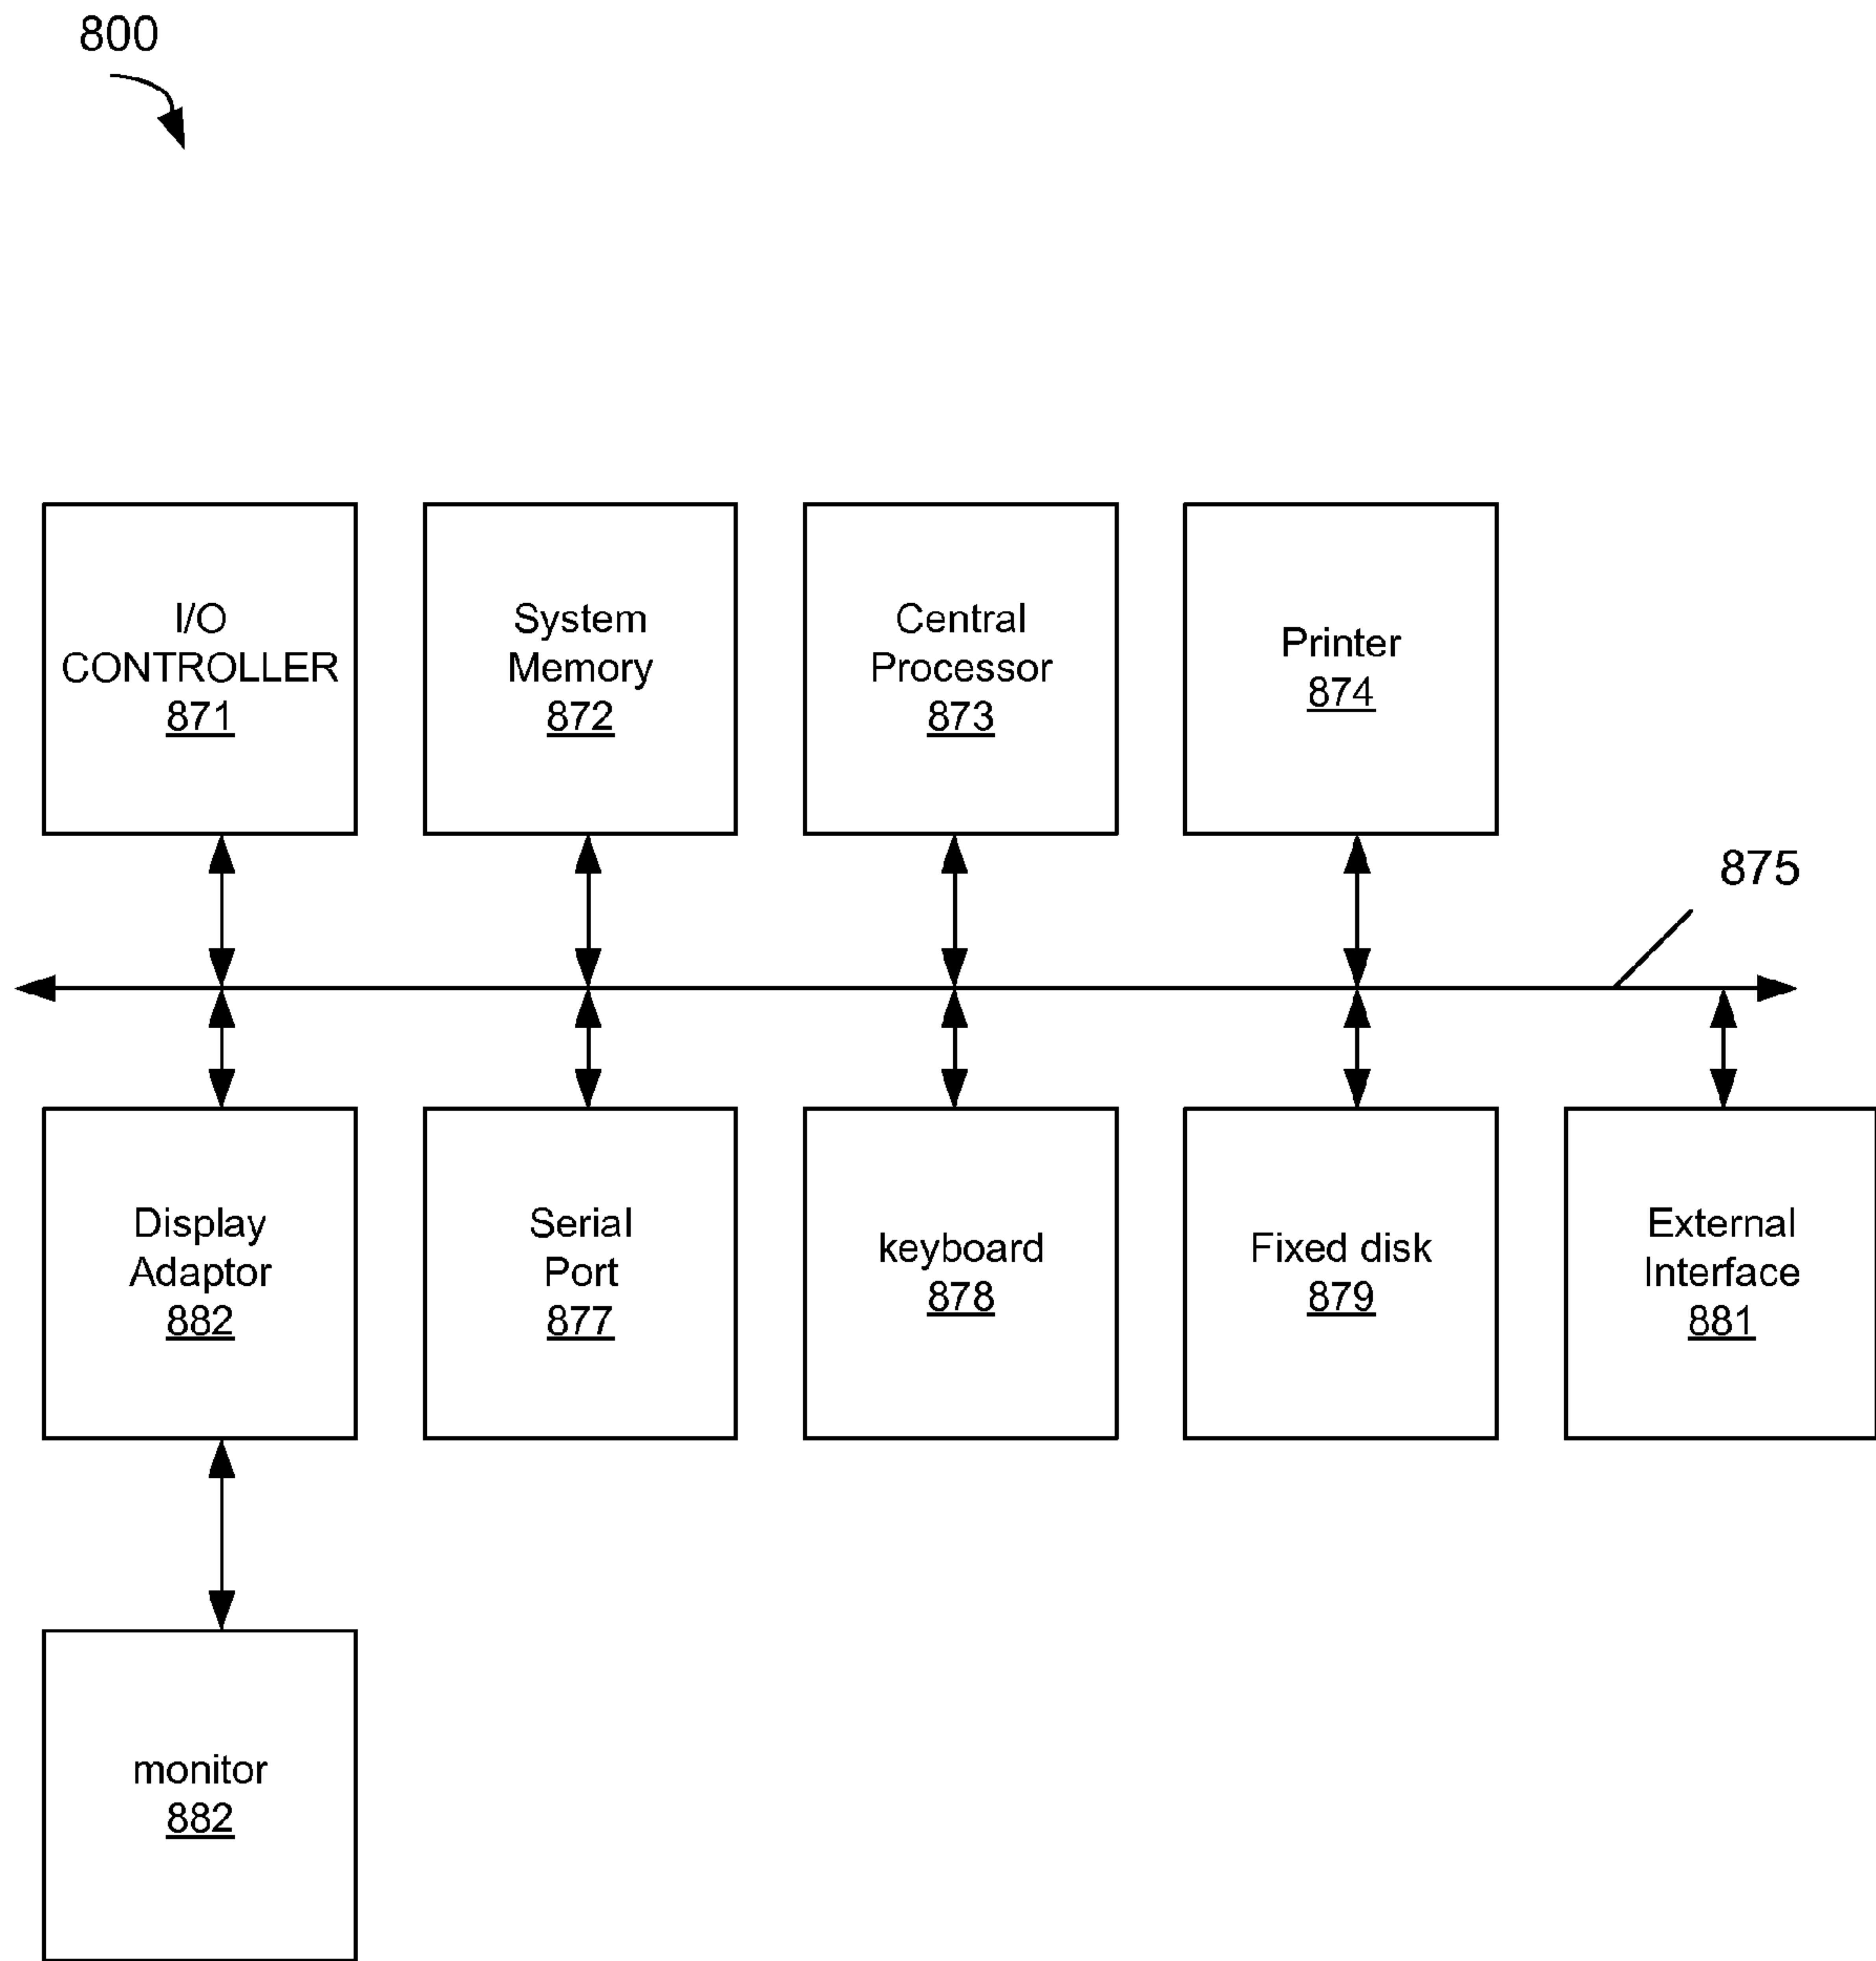 800
I/O
CONTROLLER
871
System
Memory
872
Central
Processor
873
Printer
874
875
Display
Adaptor
882
Serial
Port
877
keyboard
878
Fixed disk
879
External
Interface
881
monitor
882